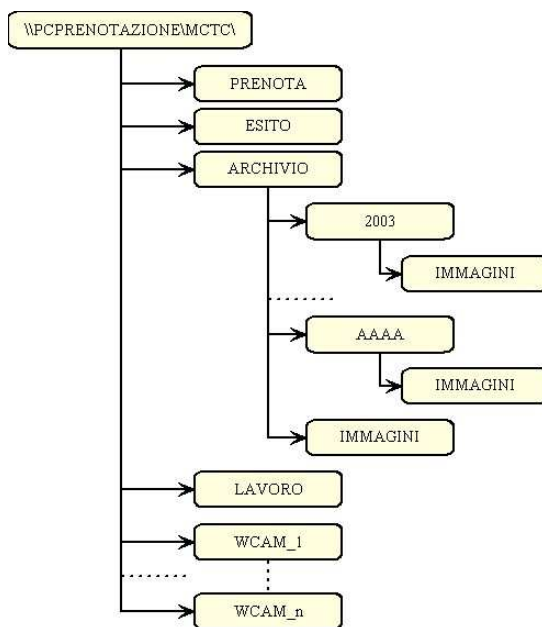 \\PCPRENOTAZIONE\MCTC\
PRENOTA
ESITO
ARCHIVIO
2003
IMMAGINI
AAAA
IMMAGINI
IMMAGINI
LAVORO
WCAM_1
WCAM_n